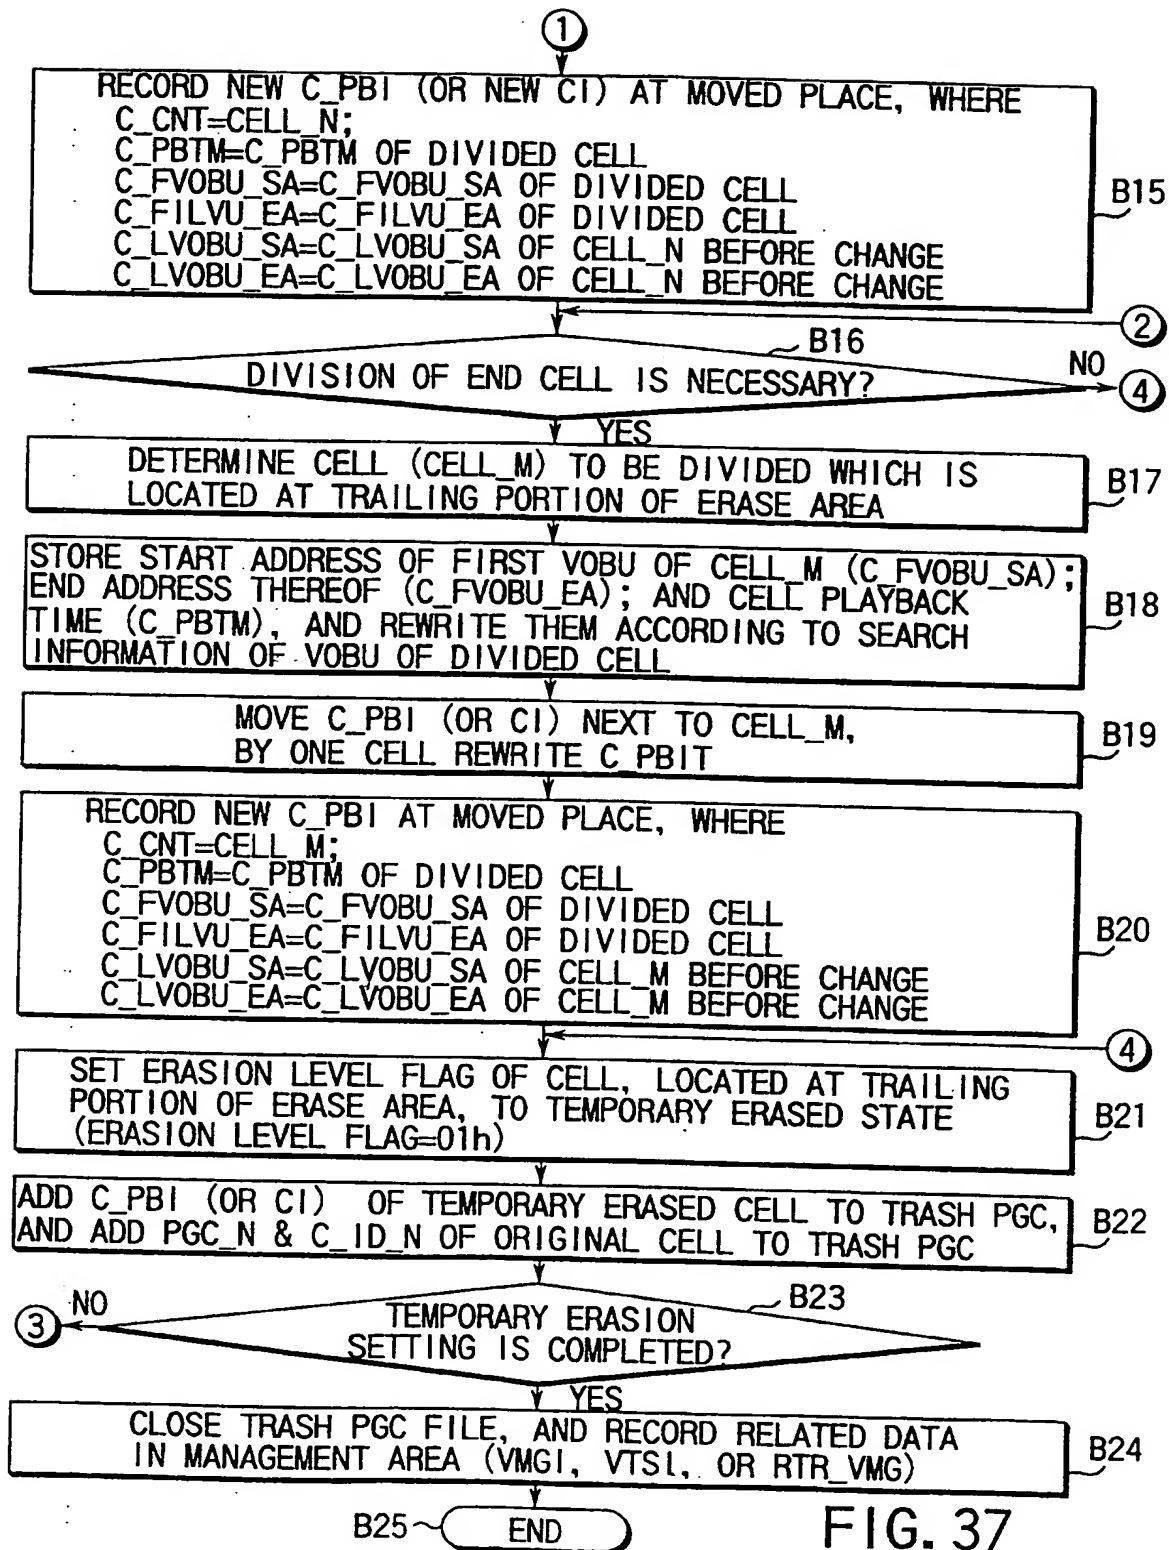 1
RECORD NEW C_PBI (OR NEW CI) AT MOVED PLACE, WHERE
C_CNT=CELL_N;
C_PBTM=C_PBTM OF DIVIDED CELL
C_FVOBU_SA=C_FVOBU_SA OF DIVIDED CELL
C_FILVU_EA=C_FILVU_EA OF DIVIDED CELL
C_LVOBU_SA=C_LVOBU_SA OF CELL_N BEFORE CHANGE
C_LVOBU_EA=C_LVOBU_EA OF CELL_N BEFORE CHANGE
B15
2
B16
DIVISION OF END CELL IS NECESSARY?
NO
4
YES
DETERMINE CELL (CELL_M) TO BE DIVIDED WHICH IS
LOCATED AT TRAILING PORTION OF ERASE AREA
B17
STORE START ADDRESS OF FIRST VOBU OF CELL_M (C_FVOBU_SA);
END ADDRESS THEREOF (C_FVOBU_EA); AND CELL PLAYBACK
TIME (C_PBTM), AND REWRITE THEM ACCORDING TO SEARCH
INFORMATION OF VOBU OF DIVIDED CELL
B18
MOVE C_PBI (OR CI) NEXT TO CELL_M,
BY ONE CELL REWRITE C_PBIT
B19
RECORD NEW C_PBI AT MOVED PLACE, WHERE
C_CNT=CELL_M;
C_PBTM=C_PBTM OF DIVIDED CELL
C_FVOBU_SA=C_FVOBU_SA OF DIVIDED CELL
C_FILVU_EA=C_FILVU_EA OF DIVIDED CELL
C_LVOBU_SA=C_LVOBU_SA OF CELL_M BEFORE CHANGE
C_LVOBU_EA=C_LVOBU_EA OF CELL_M BEFORE CHANGE
B20
4
SET ERASION LEVEL FLAG OF CELL, LOCATED AT TRAILING
PORTION OF ERASE AREA, TO TEMPORARY ERASED STATE
(ERASION LEVEL FLAG=01h)
B21
ADD C_PBI (OR CI) OF TEMPORARY ERASED CELL TO TRASH PGC,
AND ADD PGC_N & C_ID_N OF ORIGINAL CELL TO TRASH PGC
B22
B23
3
NO
TEMPORARY ERASION
SETTING IS COMPLETED?
YES
CLOSE TRASH PGC FILE, AND RECORD RELATED DATA
IN MANAGEMENT AREA (VMGI, VTSI, OR RTR_VMG)
B24
B25
END
FIG. 37